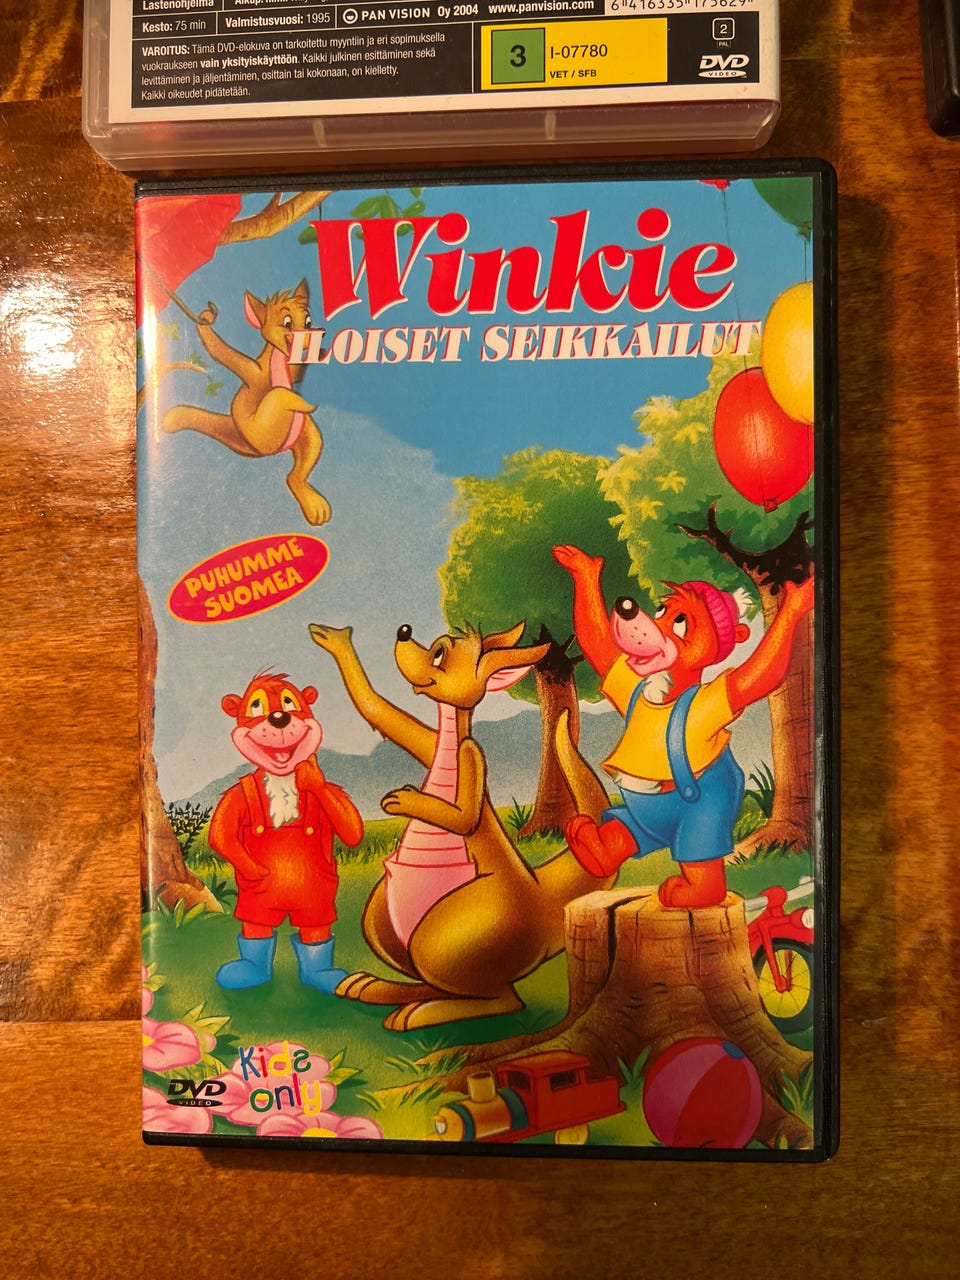 Lastenohjelma
Kesto: 75 min
Valmistusvuosi: 1995
PAN VISION Oy 2004 www.panvision.com
6 416335 175629
VAROITUS: Tämä DVD-elokuva on tarkoitettu myyntiin ja eri sopimuksella
vuokraukseen vain yksityiskäyttöön. Kaikki julkinen esittäminen sekä
levittäminen ja jäljentäminen, osittain tai kokonaan, on kielletty.
Kaikki oikeudet pidätetään.
3
I-07780
VET / SFB
2
PAL
DVD
VIDEO
Winkie
ILOISET SEIKKAILUT
PUHUMME
SUOMEA
Kids
only
DVD
VIDEO